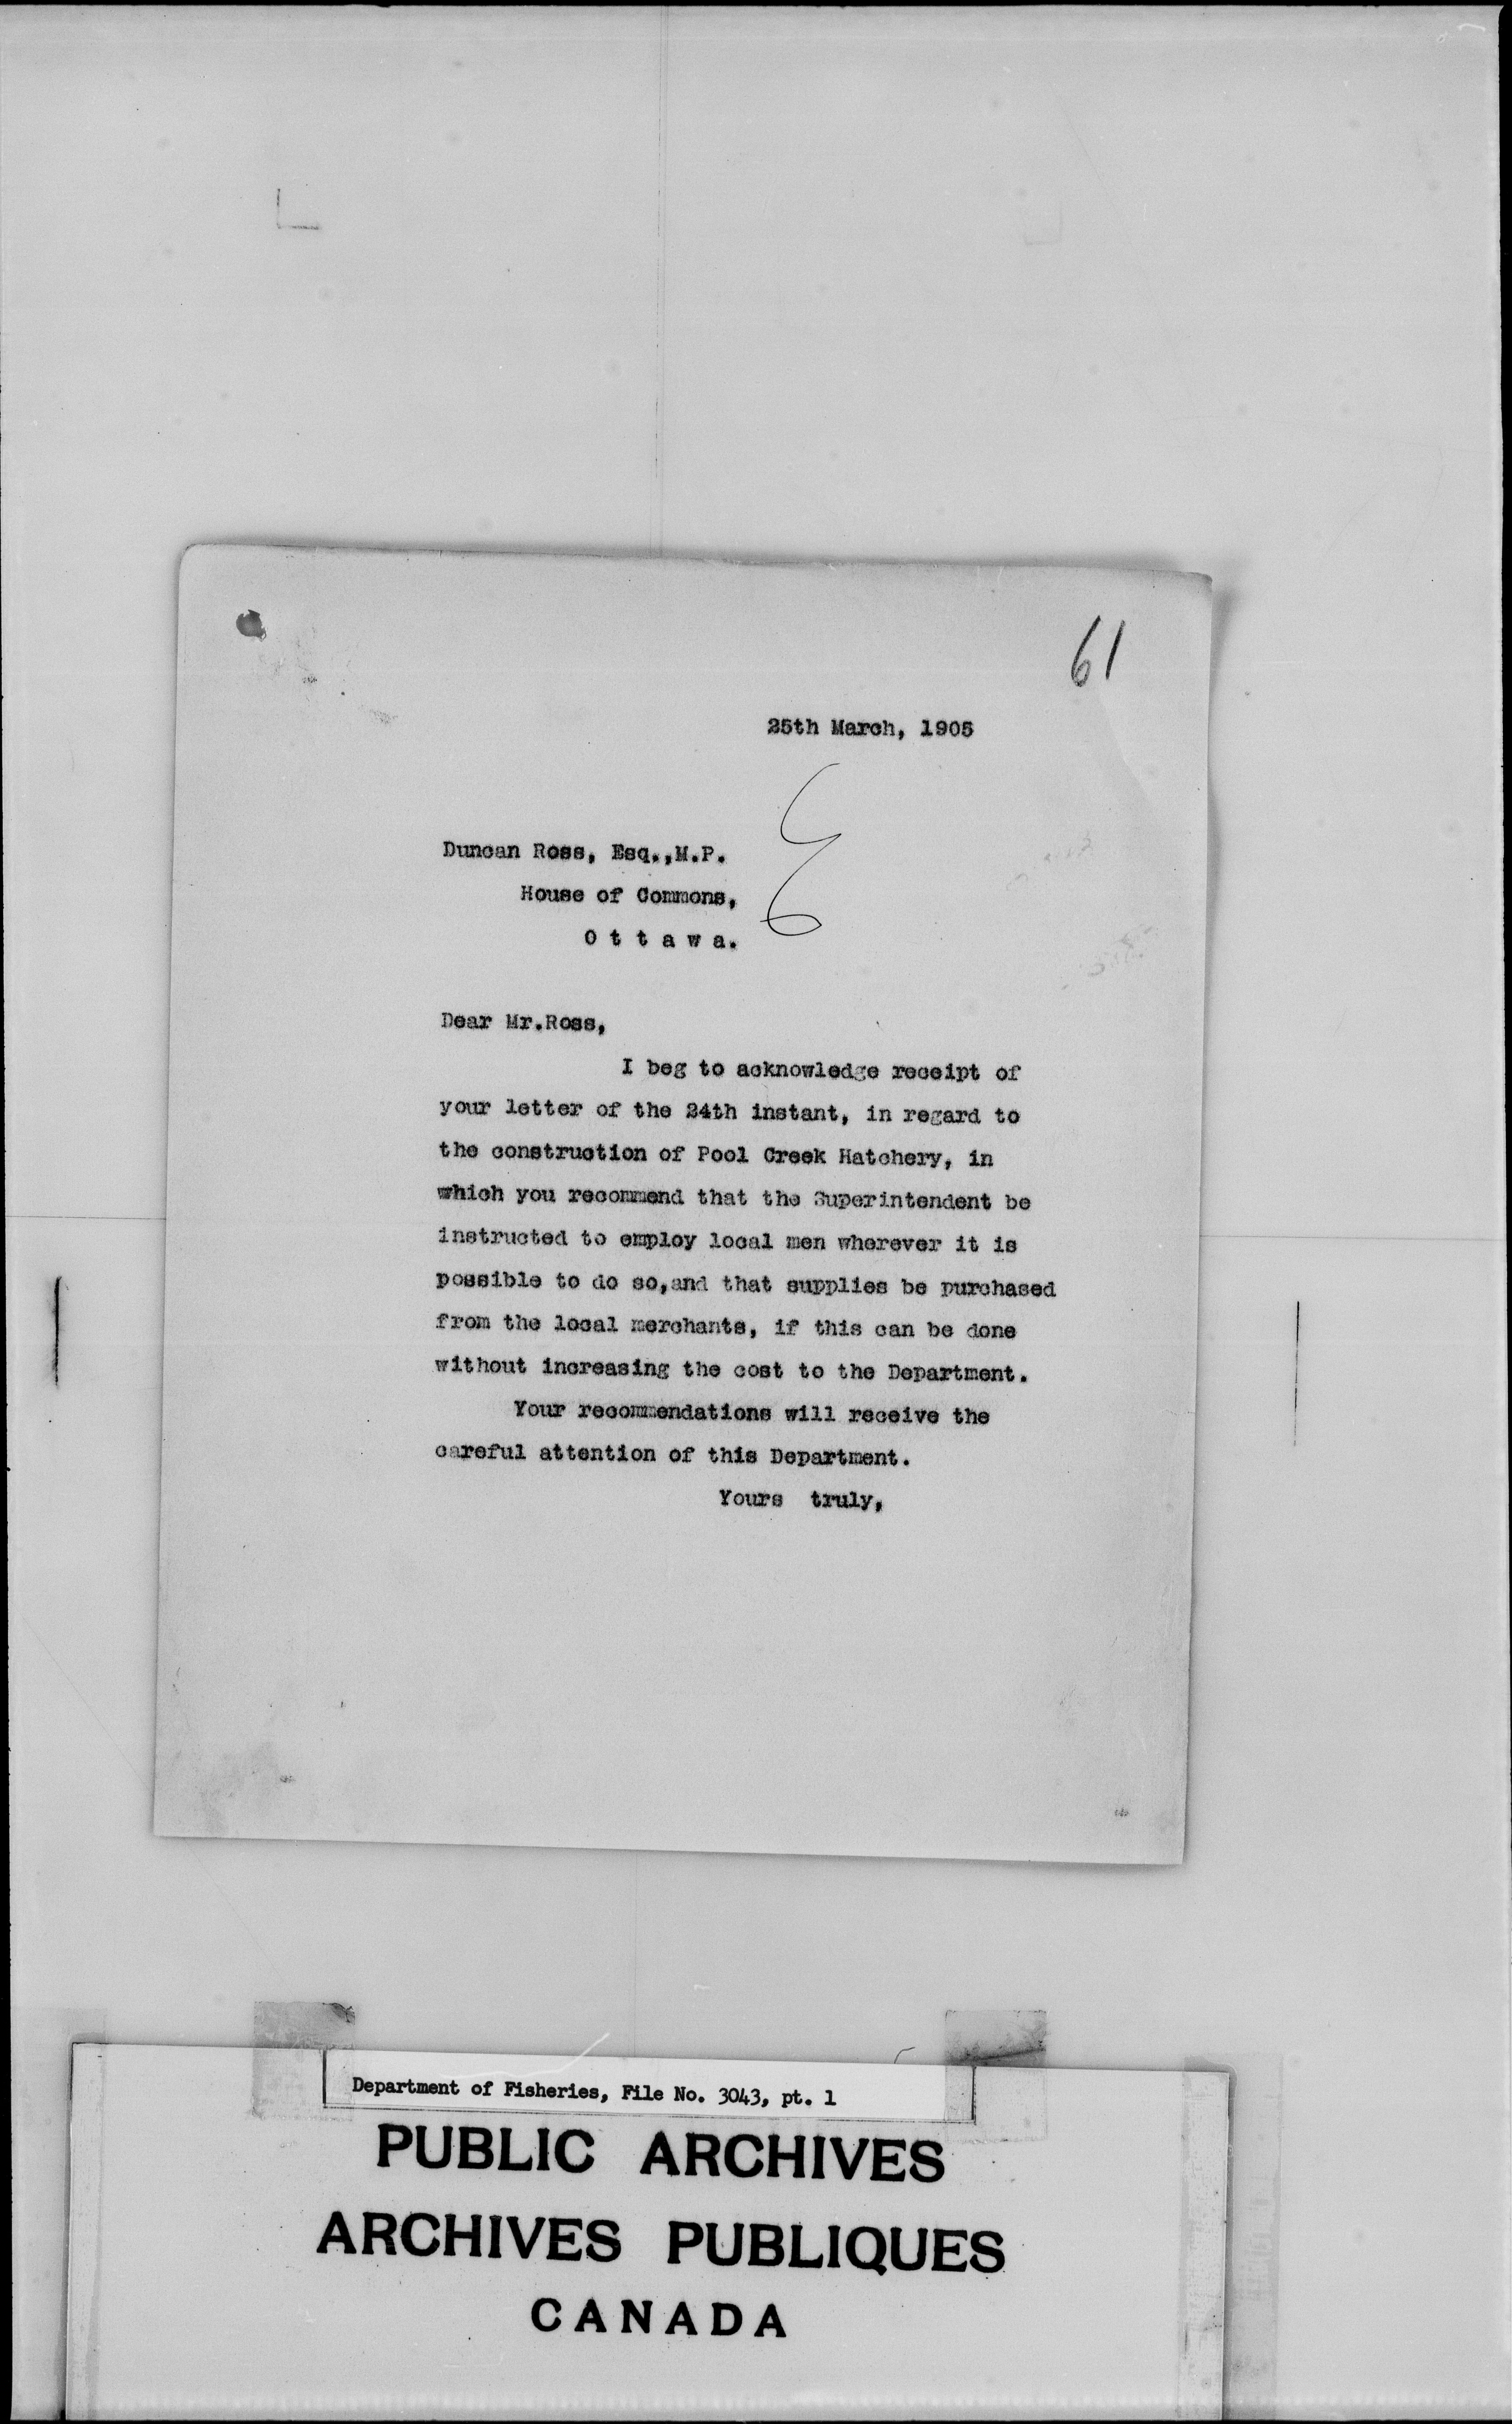 61
25th March, 1905
Duncan Ross, Esq.,M.P.
House of Commons,
O t t a w a.
Dear Mr.Ross,
I beg to acknowledge receipt of
your letter of the 24th instant, in regard to
the construction of Pool Creek Hatchery, in
which you recommend that the Superintendent be
instructed to employ local men wherever it is
possible to do so,and that supplies be purchased
from the local merchants, if this can be done
without increasing the cost to the Department.
Your recommendations will receive the
careful attention of this Department.
Yours truly,
Department of Fisheries, File No. 3043, pt. 1
PUBLIC ARCHIVES
ARCHIVES PUBLIQUES
CANADA